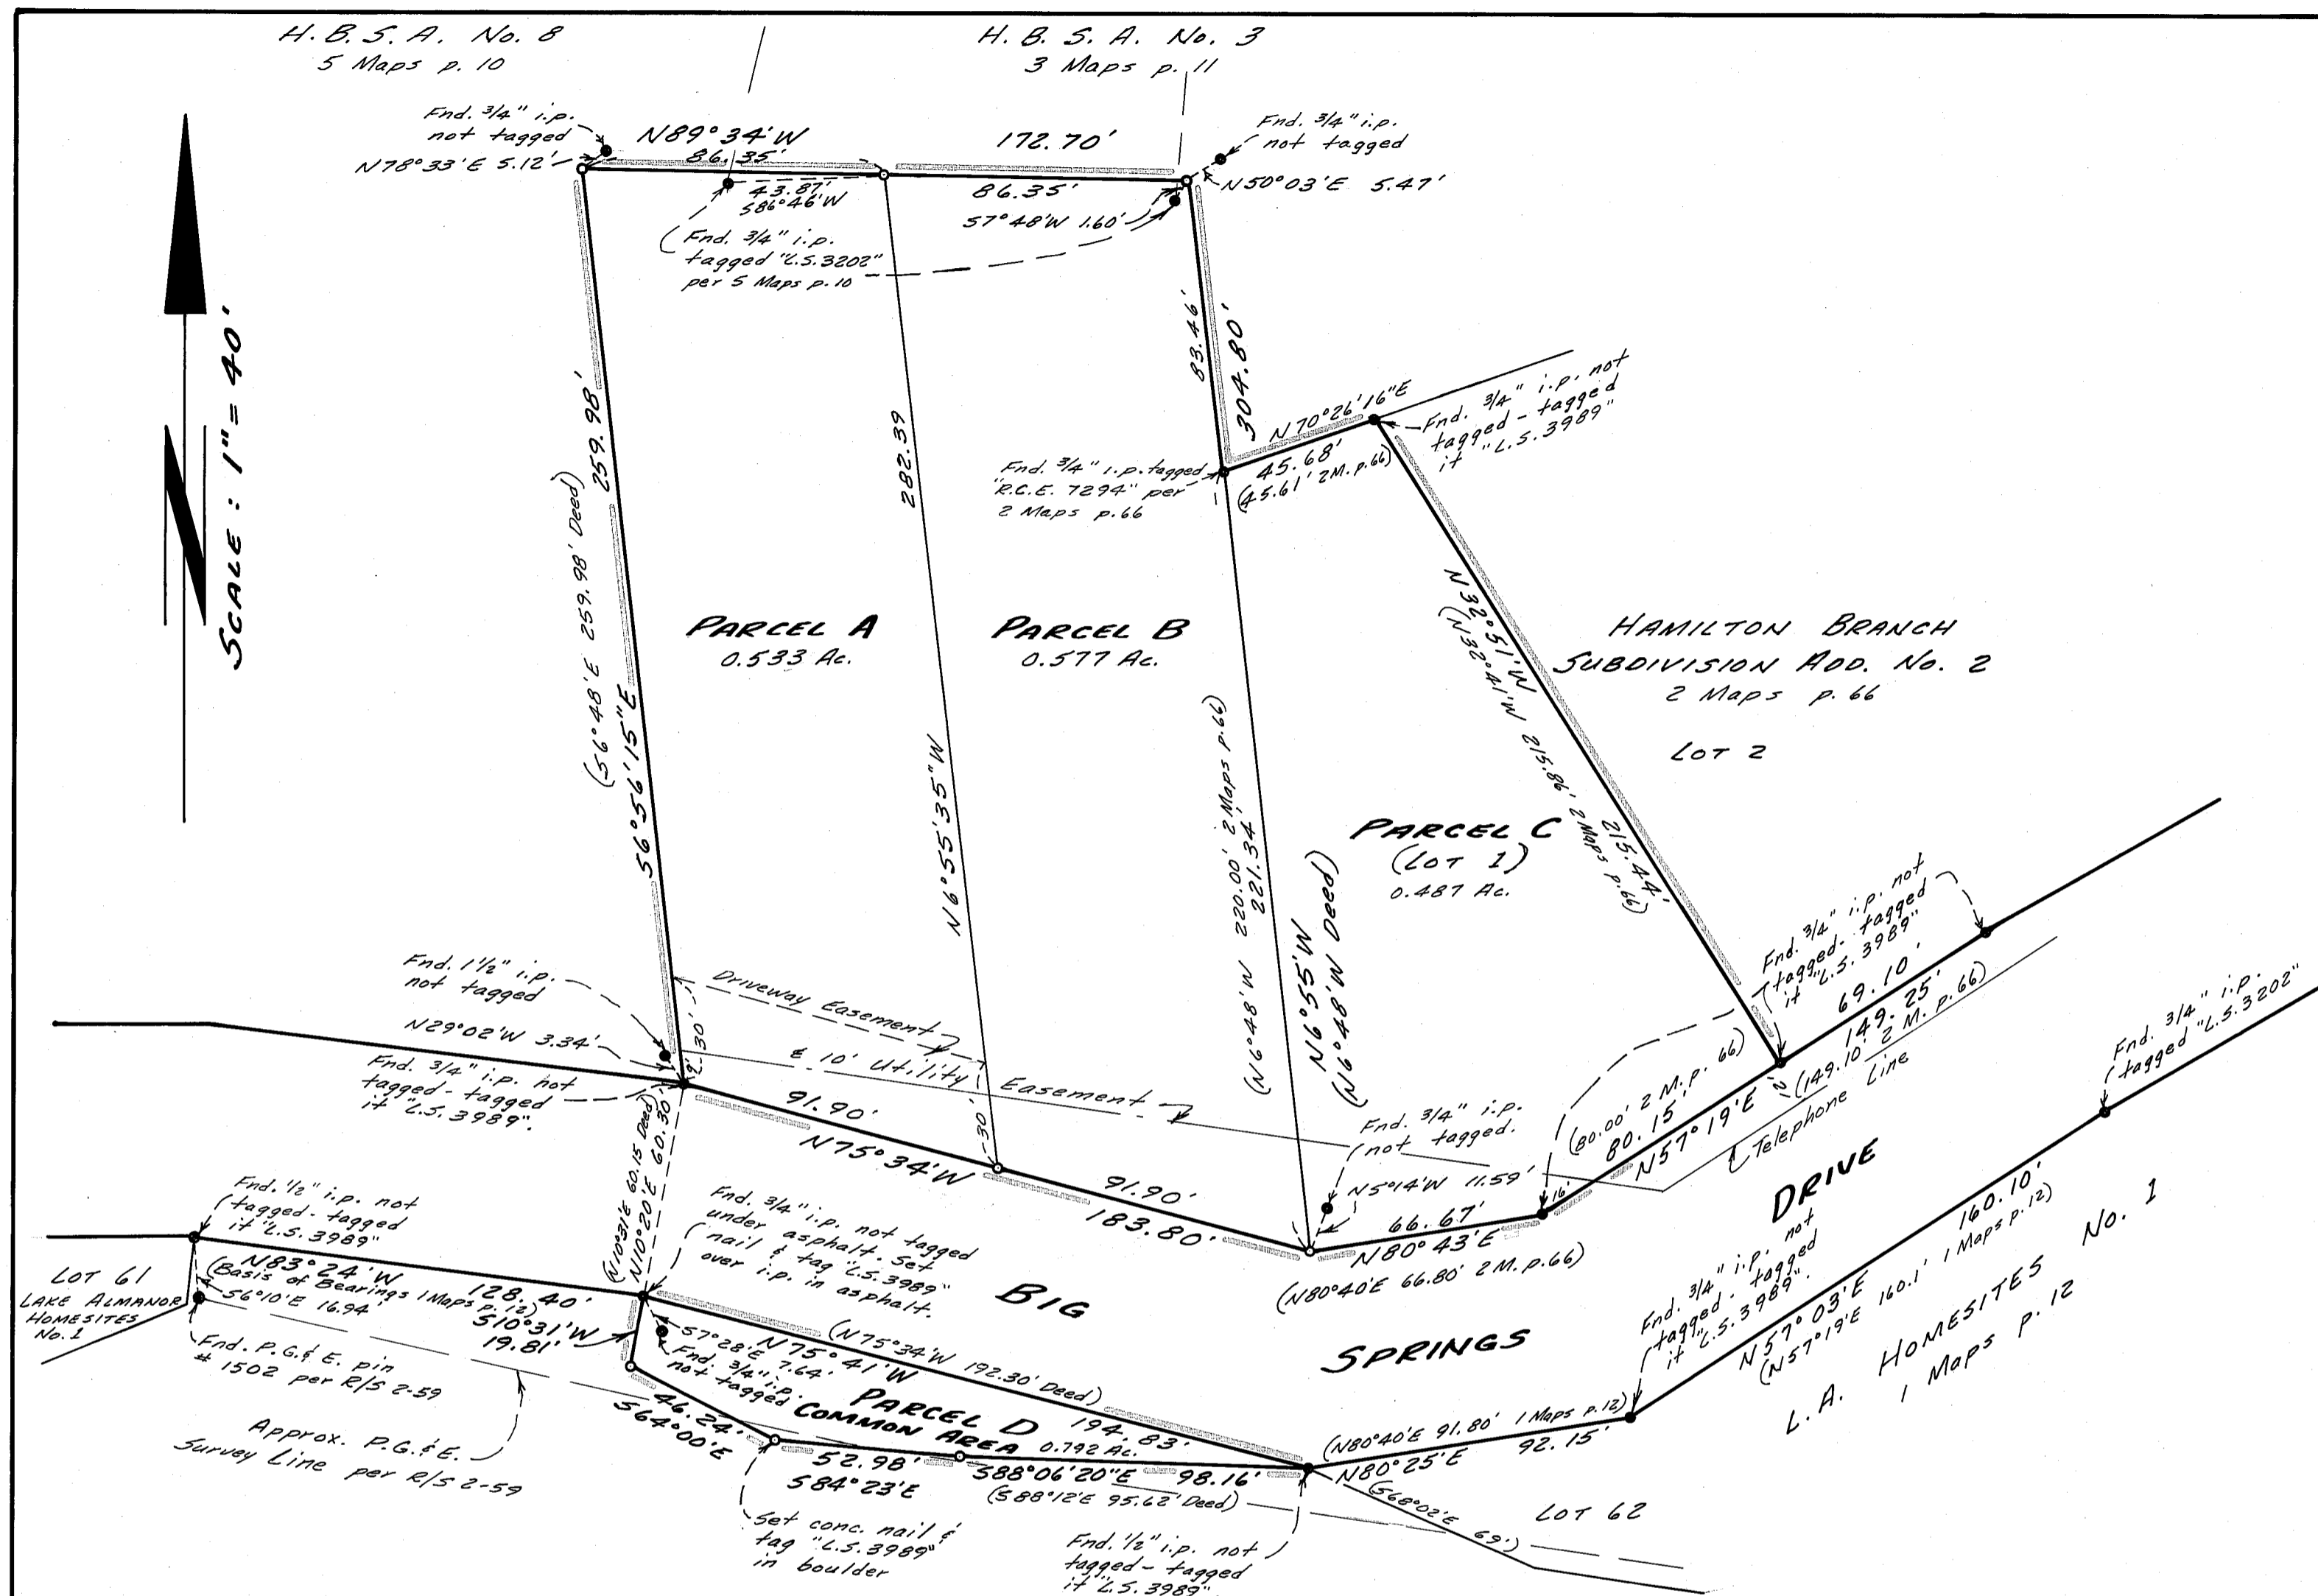 H.B.S.A. No. 8
5 Maps p. 10
H.B.S.A. No. 3
3 Maps p. 11
Fnd. 3/4" i.p.
not tagged
N78°33'E 5.12'
N89°34'W
86.35'
172.70'
86.35'
Fnd. 3/4" i.p.
not tagged
N50°03'E 5.47'
43.87'
S86°46'W
S7°48'W 1.60'
Fnd. 3/4" i.p.
tagged "L.S.3202"
per 5 Maps p.10
N
SCALE : 1" = 40'
259.98'
(S6°48'E 259.98' Deed)
S6°56'15"E
282.39
N6°55'35"W
83.46'
304.80'
N70°26'16"E
45.68'
(45.61' 2M. p.66)
Fnd. 3/4" i.p. not
tagged - tagged
it "L.S.3989"
Fnd. 3/4" i.p. tagged
"R.C.E. 7294" per
2 Maps p.66
PARCEL A
0.533 Ac.
PARCEL B
0.577 Ac.
N32°51'W
215.44'
(N32°41'W 215.86' 2 Maps p.66)
HAMILTON BRANCH
SUBDIVISION ADD. No. 2
2 Maps p. 66
LOT 2
PARCEL C
(LOT 1)
0.487 Ac.
221.34'
(N6°48'W 220.00' 2 Maps p.66)
N6°55'W
(N6°48'W Deed)
Fnd. 1 1/2" i.p.
not tagged
N29°02'W 3.34'
Fnd. 3/4" i.p. not
tagged - tagged
it "L.S. 3989".
Driveway Easement
30'
2'
℄ 10' Utility Easement
91.90'
N75°34'W
30'
91.90'
183.80'
Fnd. 3/4" i.p.
not tagged.
N5°14'W 11.59'
66.67'
N80°43'E
(N80°40'E 66.80' 2M. p.66)
16'
Fnd. 3/4" i.p. not
tagged - tagged
it "L.S. 3989"
69.10'
149.25'
(149.10' 2 M. p. 66)
80.15'
(80.00' 2 M. p. 66)
N57°19'E
12'
Telephone Line
Fnd. 3/4" i.p.
tagged "L.S. 3202"
BIG SPRINGS DRIVE
160.10'
N57°03'E
(N57°19'E 160.1' 1 Maps p.12)
L. A. HOMESITES No. 1
1 Maps p. 12
Fnd. 3/4" i.p. not
tagged - tagged
it "L.S. 3989".
(N80°40'E 91.80' 1 Maps p.12)
N80°25'E 92.15'
LOT 62
(S68°02'E 69.')
Fnd. 1/2" i.p. not
tagged - tagged
it "L.S. 3989"
LOT 61
LAKE ALMANOR
HOMESITES
No. 1
N83°24'W 128.40'
(Basis of Bearings 1 Maps p.12)
S6°10'E 16.94'
Fnd. P.G.& E. pin
# 1502 per R/S 2-59
Approx. P.G.& E.
Survey Line per R/S 2-59
(N10°31'E 60.15 Deed)
N10°20'E 60.30'
S10°31'W
19.81'
Fnd. 3/4" i.p. not tagged
under asphalt. Set
nail & tag "L.S.3989"
over i.p. in asphalt.
S7°28'E 7.64'
Fnd. 3/4" i.p.
not tagged
N75°41'W
194.83'
(N75°34'W 192.30' Deed)
PARCEL D
COMMON AREA 0.792 Ac.
46.24'
S64°00'E
52.98'
S84°23'E
S88°06'20"E 98.16'
(S88°12'E 95.62' Deed)
Set conc. nail &
tag "L.S.3989"
in boulder
Fnd. 1/2" i.p. not
tagged - tagged
it "L.S. 3989"